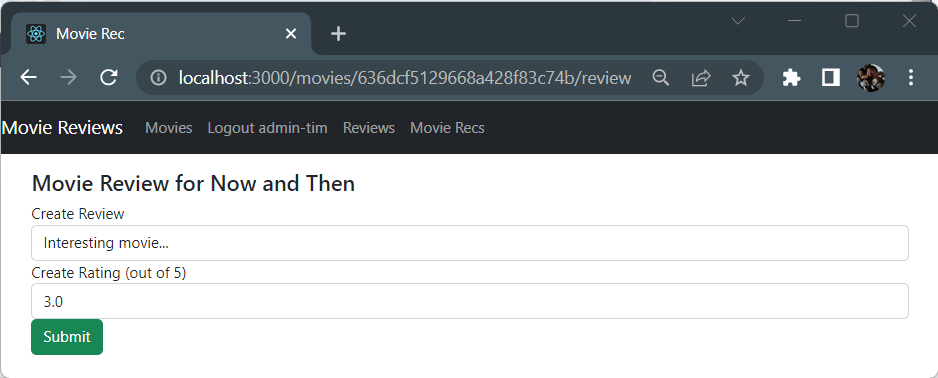 Movie Rec
localhost:3000/movies/636dcf5129668a428f83c74b/review
Movie Reviews Movies Logout admin-tim Reviews Movie Recs
Movie Review for Now and Then
Create Review
Interesting movie...
Create Rating (out of 5)
3.0
Submit